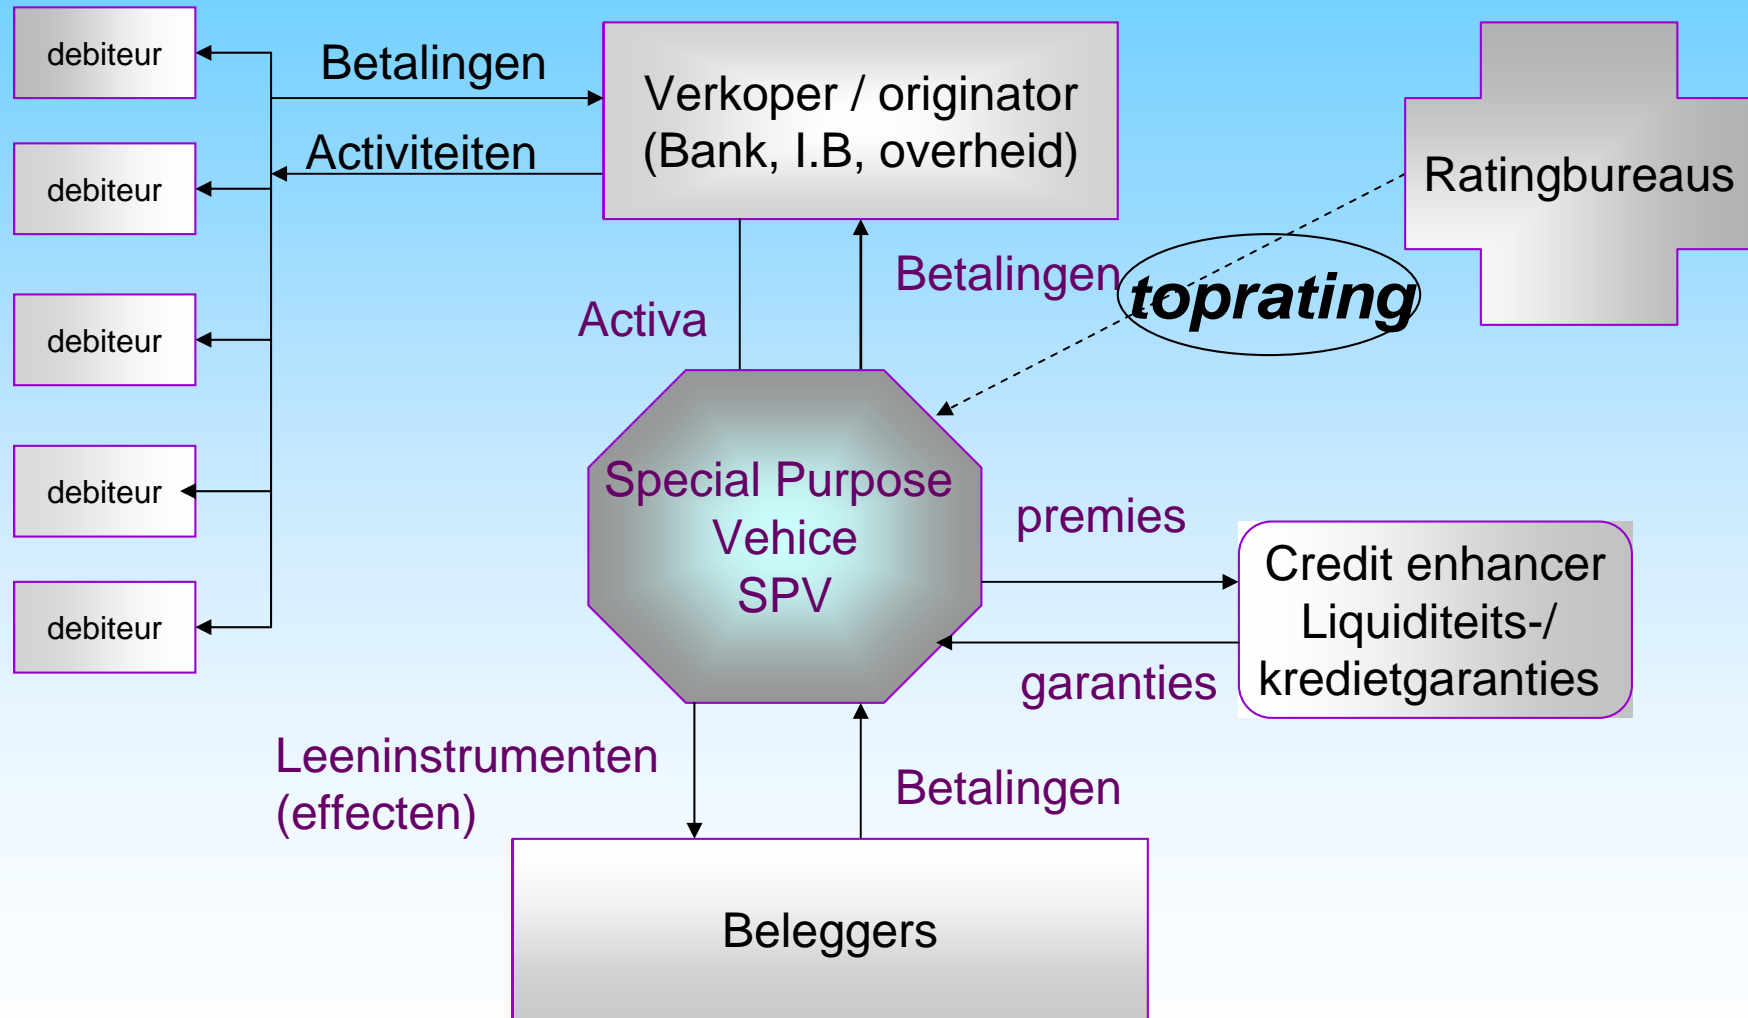 debiteur
debiteur
debiteur
debiteur
debiteur
Betalingen
Activiteiten
Verkoper / originator
(Bank, I.B, overheid)
Ratingbureaus
toprating
Activa
Betalingen
Special Purpose
Vehice
SPV
premies
garanties
Credit enhancer
Liquiditeits-/
kredietgaranties
Leeninstrumenten
(effecten)
Betalingen
Beleggers